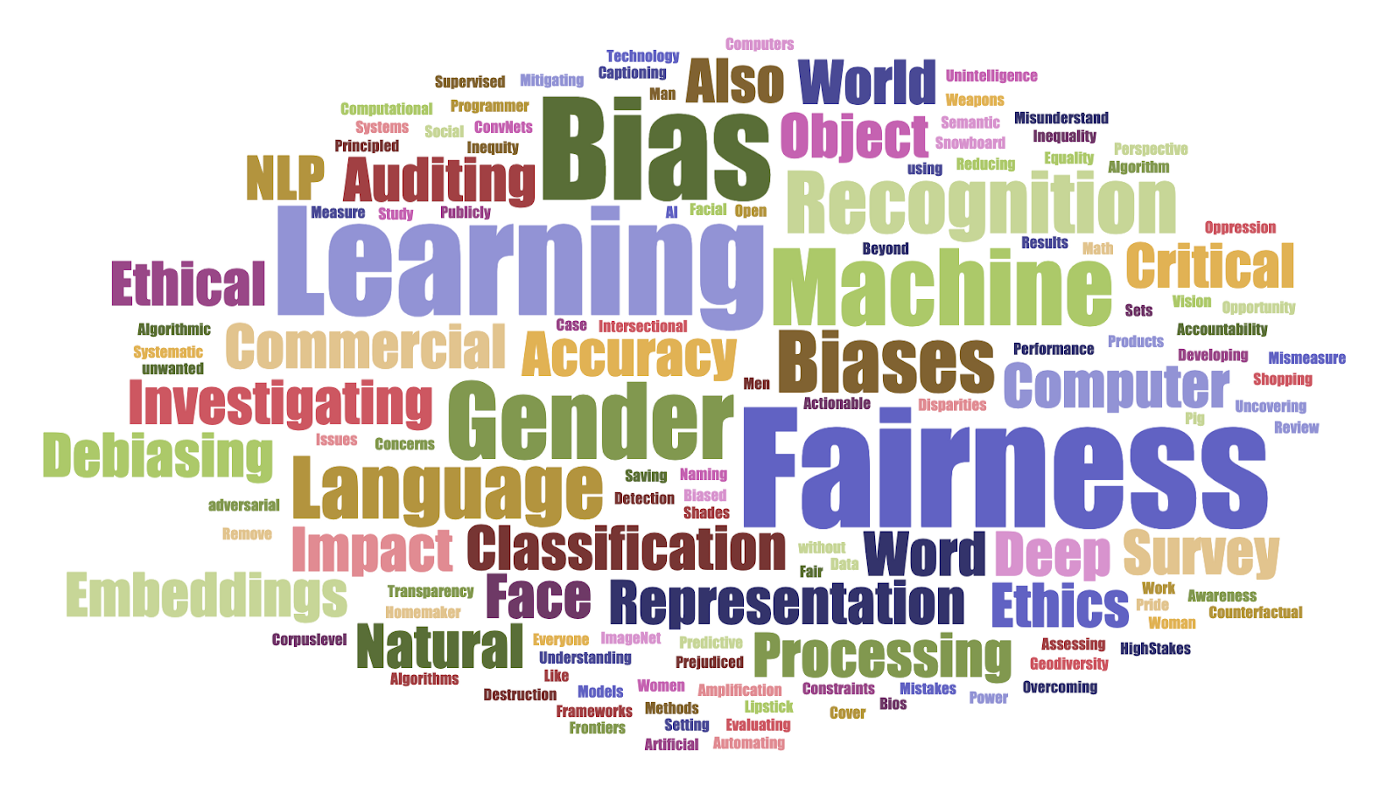 Computers
Technology
Captioning
Also
World
Unintelligence
Supervised
Mitigating
Man
Weapons
Computational
Programmer
Bias
Object
Semantic
Misunderstand
Systems
Social
ConvNets
Snowboard
Inequality
Principled
Inequity
using
Reducing
Equality
Perspective
Algorithm
NLP
Auditing
Recognition
Measure
Study
Publicly
AI
Facial
Open
Oppression
Learning
Beyond
Results
Math
Critical
Ethical
Machine
Sets
Vision
Opportunity
Algorithmic
Commercial
Case
Intersectional
Accountability
Systematic
unwanted
Accuracy
Biases
Performance
Products
Developing
Mismeasure
Men
Computer
Shopping
Investigating
Gender
Actionable
Disparities
Uncovering
Pig
Review
Issues
Concerns
Fairness
Debiasing
Language
Saving
Naming
Detection
Biased
Shades
adversarial
Remove
Impact
Classification
without
Data
Fair
Word
Deep
Survey
Embeddings
Transparency
Homemaker
Face
Representation
Ethics
Work
Pride
Woman
Awareness
Counterfactual
Corpuslevel
Natural
Everyone
ImageNet
Predictive
Processing
Assessing
HighStakes
Understanding
Prejudiced
Geodiversity
Algorithms
Like
Destruction
Models
Women
Amplification
Constraints
Mistakes
Power
Overcoming
Frameworks
Methods
Lipstick
Cover
Bios
Frontiers
Setting
Evaluating
Artificial
Automating